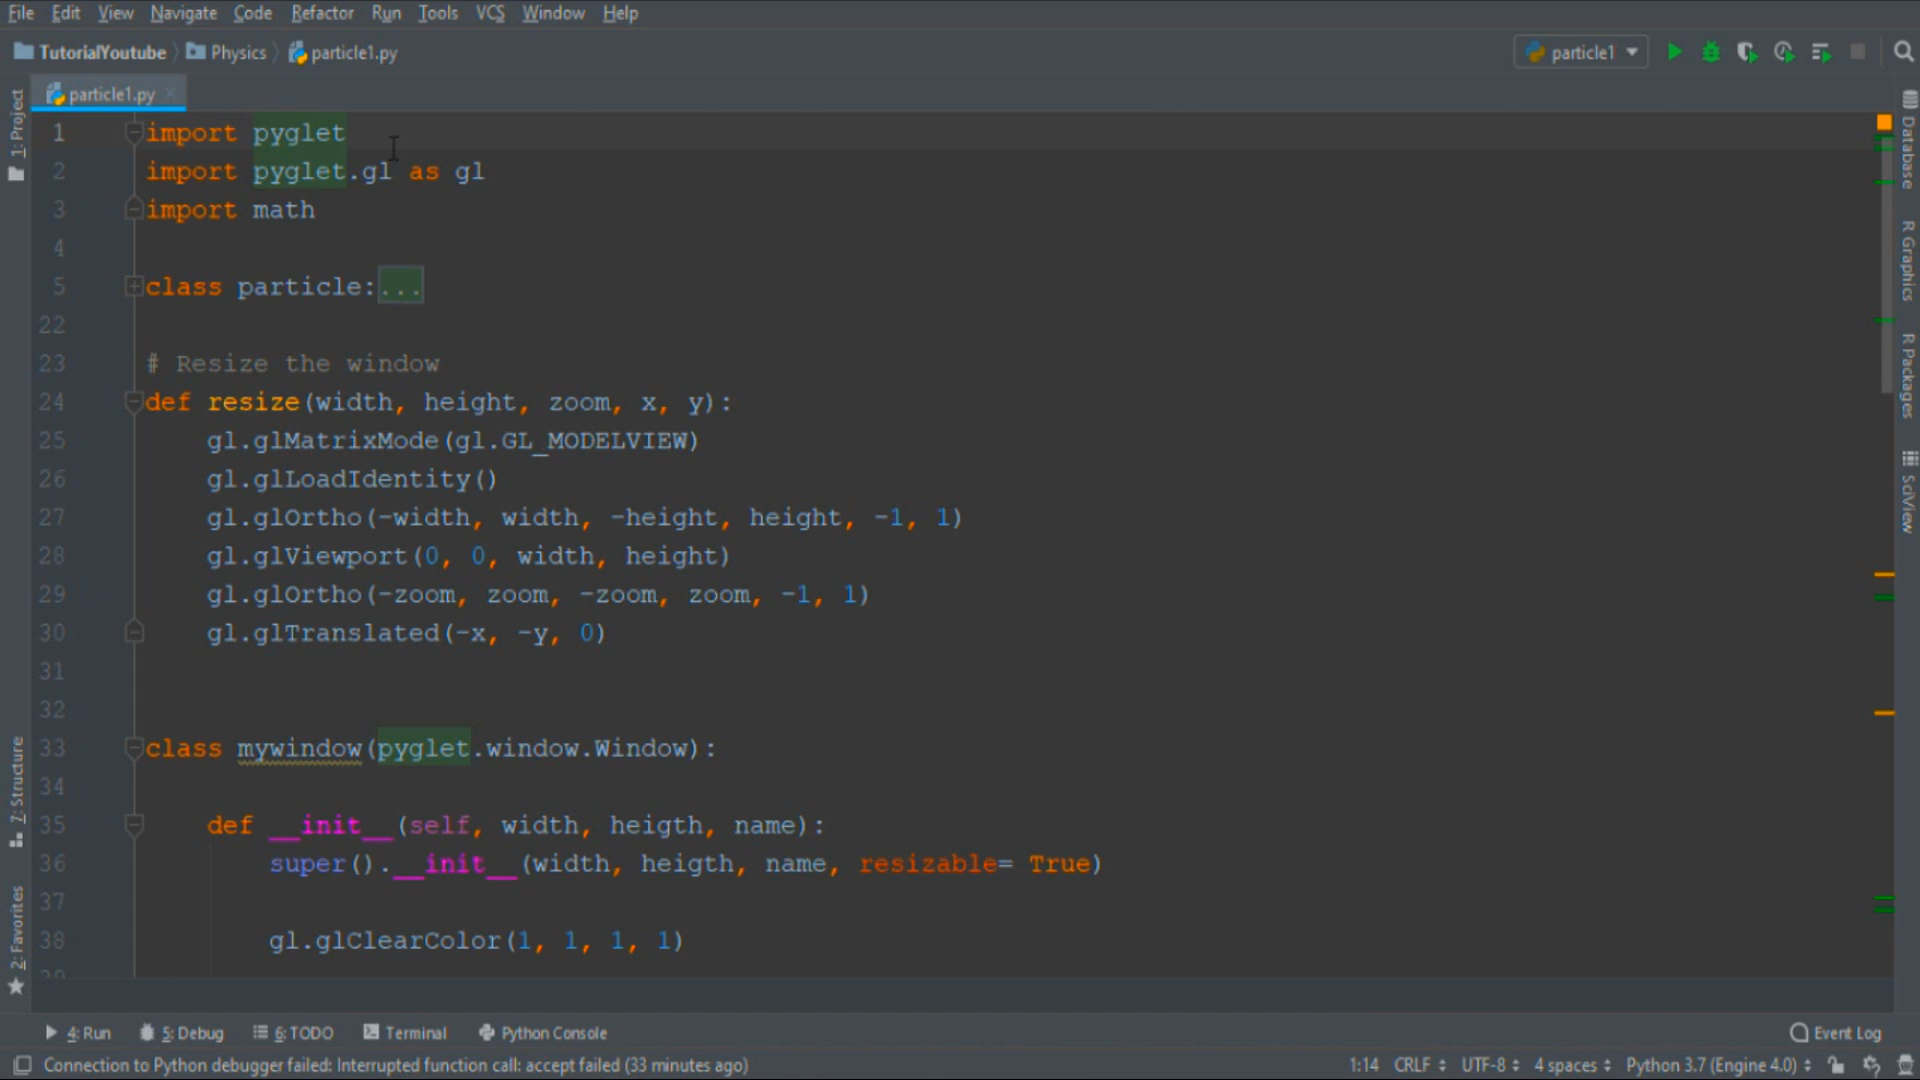 File Edit View Navigate Code Refactor Run Tools VCS Window Help
TutorialYoutube Physics particle1.py particle1
particle1.py
1: Project
1 import pyglet
2 import pyglet.gl as gl
3 import math
4
5 class particle:...
22
23 # Resize the window
24 def resize(width, height, zoom, x, y):
25 gl.glMatrixMode(gl.GL_MODELVIEW)
26 gl.glLoadIdentity()
27 gl.glOrtho(-width, width, -height, height, -1, 1)
28 gl.glViewport(0, 0, width, height)
29 gl.glOrtho(-zoom, zoom, -zoom, zoom, -1, 1)
30 gl.glTranslated(-x, -y, 0)
31
32
33 class mywindow(pyglet.window.Window):
34
35 def __init__(self, width, heigth, name):
36 super().__init__(width, heigth, name, resizable= True)
37
38 gl.glClearColor(1, 1, 1, 1)
39
7: Structure
2: Favorites
Database
R Graphics
R Packages
SciView
4: Run 5: Debug 6: TODO Terminal Python Console Event Log
Connection to Python debugger failed: Interrupted function call: accept failed (33 minutes ago) 1:14 CRLF UTF-8 4 spaces Python 3.7 (Engine 4.0)